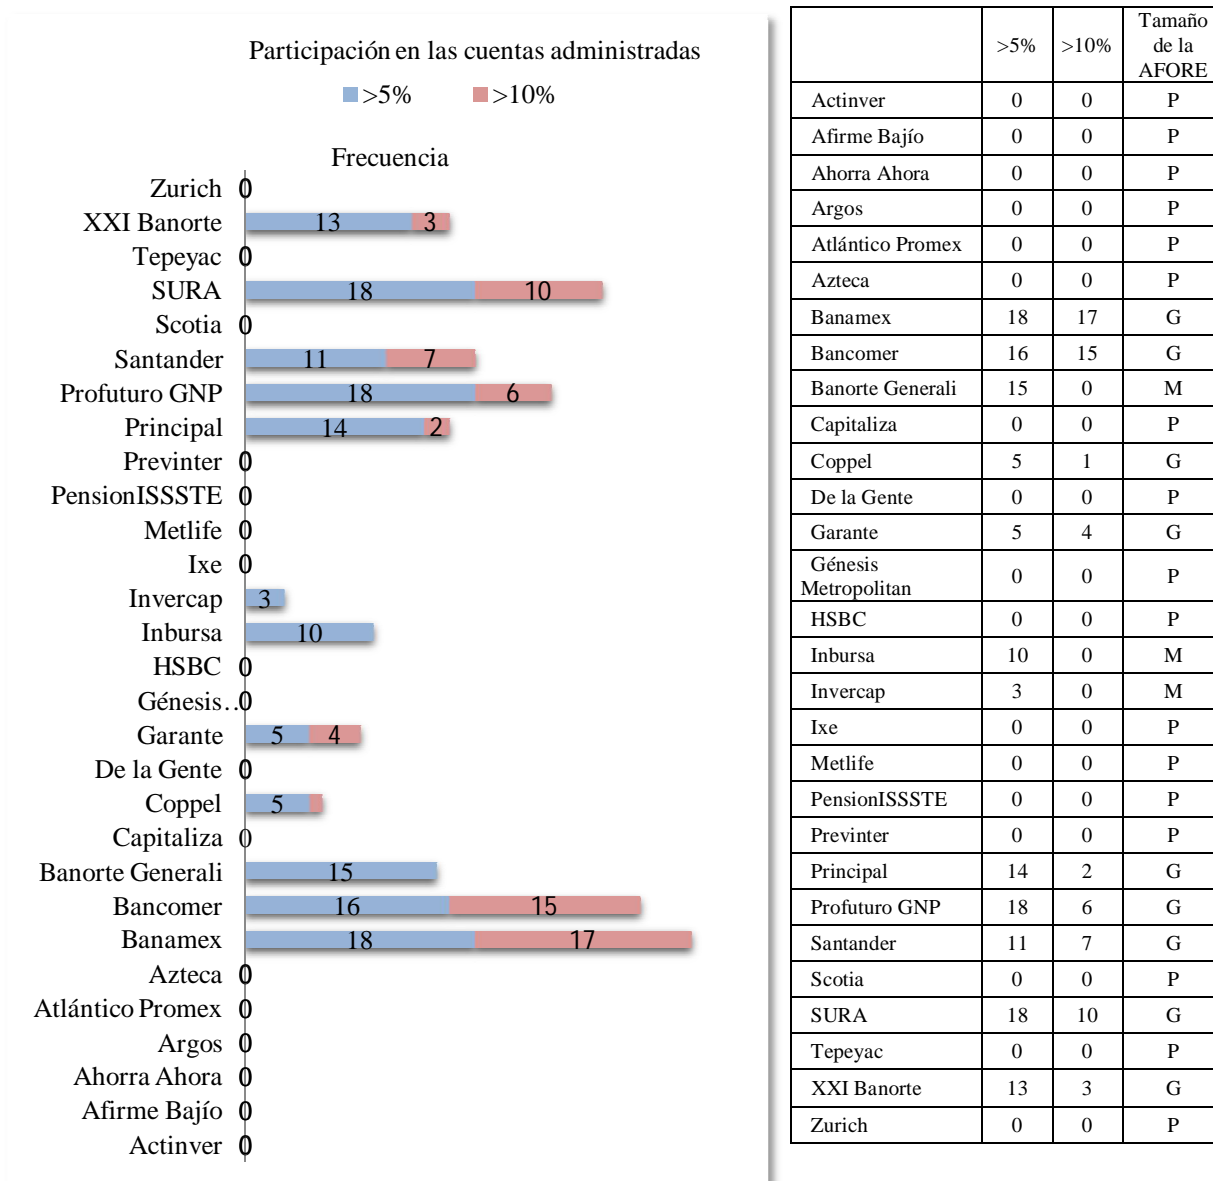 Participación en las cuentas administradas
>5% >10%
Frecuencia
Zurich 0
XXI Banorte 13 3
Tepeyac 0
SURA 18 10
Scotia 0
Santander 11 7
Profuturo GNP 18 6
Principal 14 2
Previnter 0
PensionISSSTE 0
Metlife 0
Ixe 0
Invercap 3
Inbursa 10
HSBC 0
Génesis.. 0
Garante 5 4
De la Gente 0
Coppel 5
Capitaliza 0
Banorte Generali 15
Bancomer 16 15
Banamex 18 17
Azteca 0
Atlántico Promex 0
Argos 0
Ahorra Ahora 0
Afirme Bajío 0
Actinver 0
>5% >10% Tamaño
de la
AFORE
Actinver 0 0 P
Afirme Bajío 0 0 P
Ahorra Ahora 0 0 P
Argos 0 0 P
Atlántico Promex 0 0 P
Azteca 0 0 P
Banamex 18 17 G
Bancomer 16 15 G
Banorte Generali 15 0 M
Capitaliza 0 0 P
Coppel 5 1 G
De la Gente 0 0 P
Garante 5 4 G
Génesis
Metropolitan 0 0 P
HSBC 0 0 P
Inbursa 10 0 M
Invercap 3 0 M
Ixe 0 0 P
Metlife 0 0 P
PensionISSSTE 0 0 P
Previnter 0 0 P
Principal 14 2 G
Profuturo GNP 18 6 G
Santander 11 7 G
Scotia 0 0 P
SURA 18 10 G
Tepeyac 0 0 P
XXI Banorte 13 3 G
Zurich 0 0 P